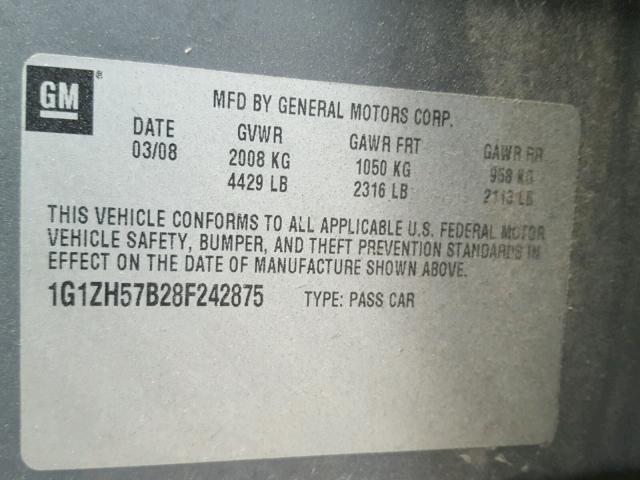 GM ®
MFD BY GENERAL MOTORS CORP.
DATE GVWR GAWR FRT GAWR RR
03/08 2008 KG 1050 KG 958 KG
4429 LB 2316 LB 2113 LB
THIS VEHICLE CONFORMS TO ALL APPLICABLE U.S. FEDERAL MOTOR
VEHICLE SAFETY, BUMPER, AND THEFT PREVENTION STANDARDS IN
EFFECT ON THE DATE OF MANUFACTURE SHOWN ABOVE.
1G1ZH57B28F242875 TYPE: PASS CAR